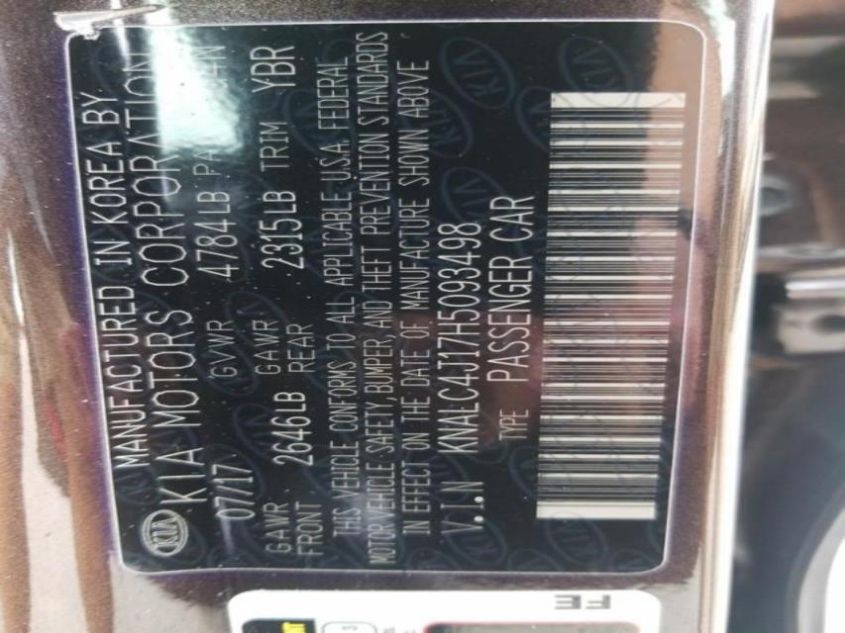 MANUFACTURED IN KOREA BY
KIA KIA MOTORS CORPORATION
07/17 GVWR 4784LB
GAWR FRONT 2646LB GAWR REAR 2315LB TRIM YBR
THIS VEHICLE CONFORMS TO ALL APPLICABLE U.S.A. FEDERAL
MOTOR VEHICLE SAFETY, BUMPER, AND THEFT PREVENTION STANDARDS
IN EFFECT ON THE DATE OF MANUFACTURE SHOWN ABOVE
V.I.N KNALC4J17H5093498
TYPE PASSENGER CAR